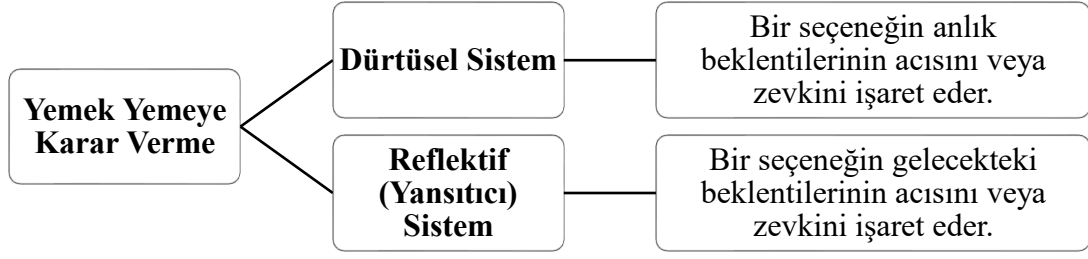 Yemek Yemeye
Karar Verme
Dürtüsel Sistem
Bir seçeneğin anlık
beklentilerinin acısını veya
zevkini işaret eder.
Reflektif
(Yansıtıcı)
Sistem
Bir seçeneğin gelecekteki
beklentilerinin acısını veya
zevkini işaret eder.